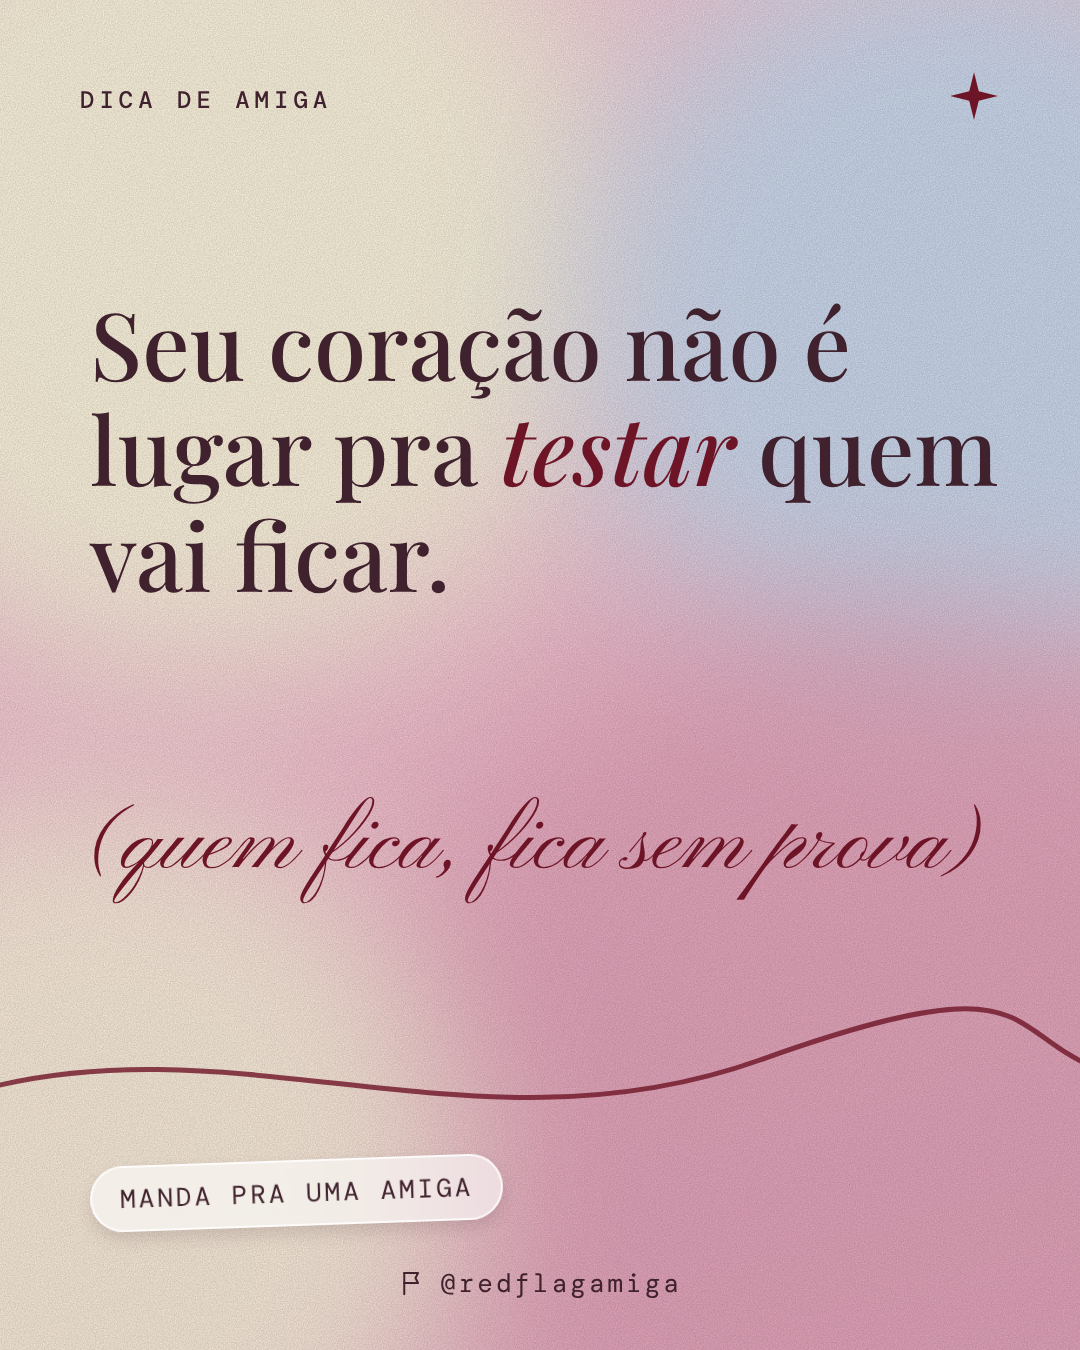 DICA DE AMIGA
Seu coração não é
lugar pra testar quem
vai ficar.
(quem fica, fica sem prova)
MANDA PRA UMA AMIGA
@redflagamiga